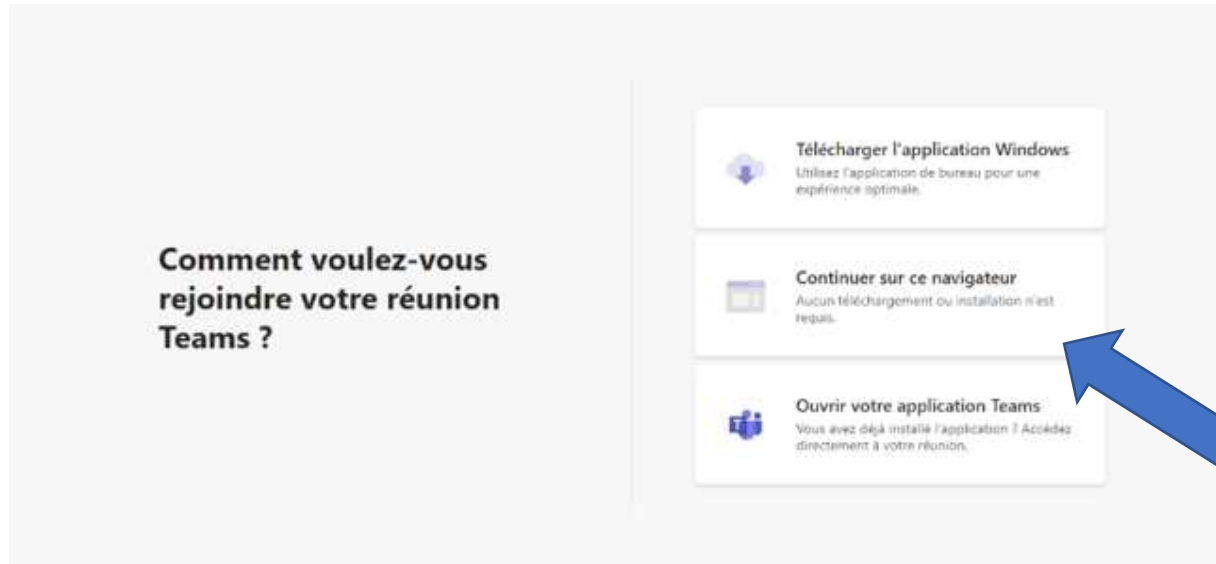 Comment voulez-vous
rejoindre votre réunion
Teams ?
Télécharger l'application Windows
Utilisez l'application de bureau pour une
expérience optimale.
Continuer sur ce navigateur
Aucun téléchargement ou installation n'est
requis.
Ouvrir votre application Teams
Vous avez déjà installé l'application ? Accédez
directement à votre réunion.